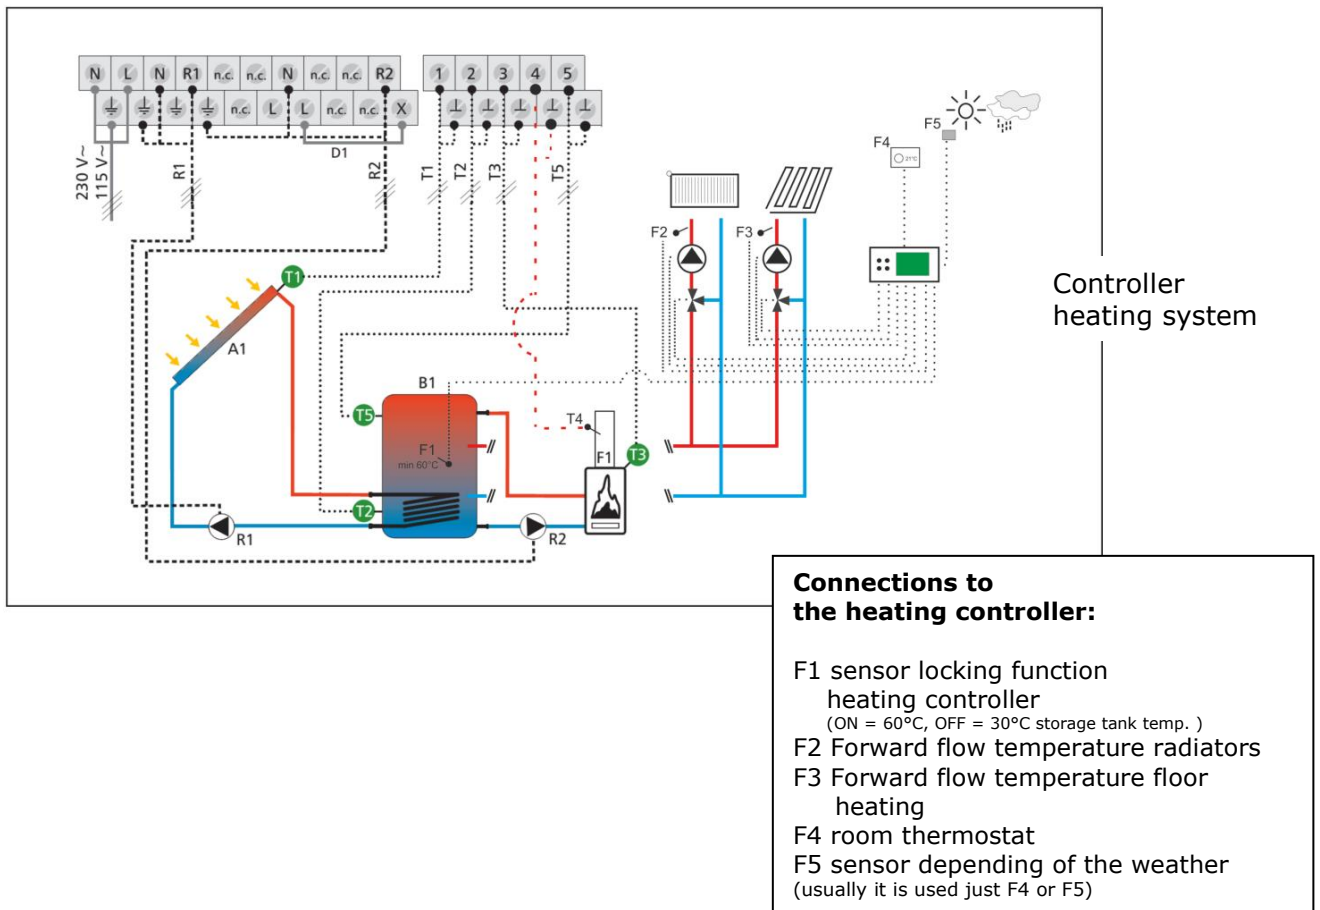 N L N R1 n.c. n.c. N n.c. n.c. R2
n.c. L L n.c. n.c. X
1 2 3 4 5
D1
230 V~
115 V~
R1
R2
T1
T2
T3
T5
F5
F4
21°C
F2
F3
T1
A1
Controller
heating system
B1
T5
T4
F1
min 60°C
F1
T3
T2
R1
R2
Connections to
the heating controller:
F1 sensor locking function
heating controller
(ON = 60°C, OFF = 30°C storage tank temp. )
F2 Forward flow temperature radiators
F3 Forward flow temperature floor
heating
F4 room thermostat
F5 sensor depending of the weather
(usually it is used just F4 or F5)